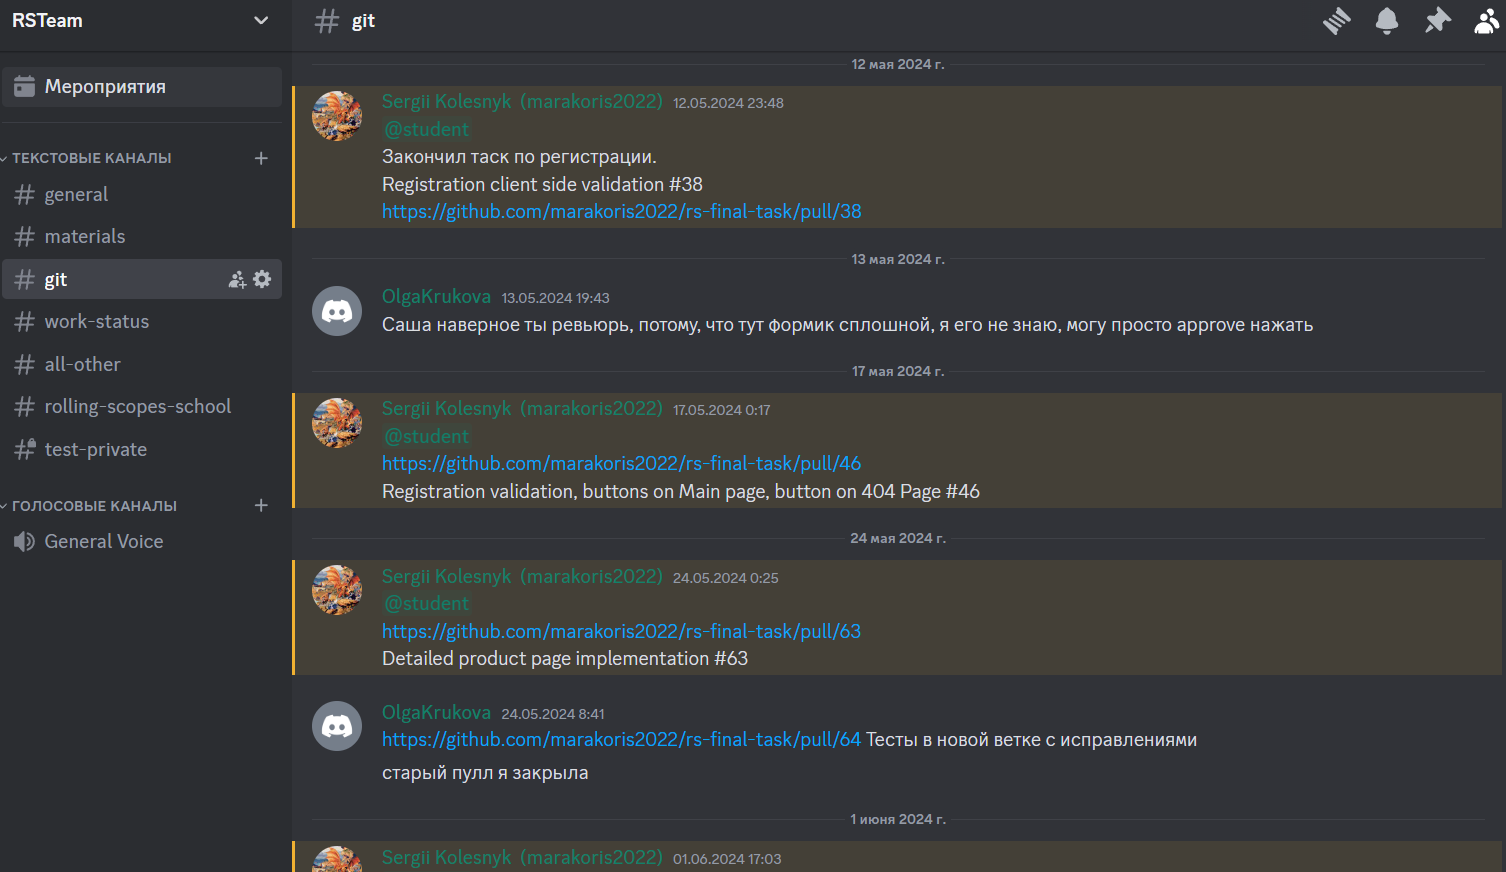 RSTeam
Мероприятия
ТЕКСТОВЫЕ КАНАЛЫ
general
materials
git
work-status
all-other
rolling-scopes-school
test-private
ГОЛОСОВЫЕ КАНАЛЫ
General Voice
git
12 мая 2024 г.
Sergii Kolesnyk (marakoris2022) 12.05.2024 23:48
@student
Закончил таск по регистрации.
Registration client side validation #38
https://github.com/marakoris2022/rs-final-task/pull/38
13 мая 2024 г.
OlgaKrukova 13.05.2024 19:43
Саша наверное ты ревьюрь, потому, что тут формик сплошной, я его не знаю, могу просто approve нажать
17 мая 2024 г.
Sergii Kolesnyk (marakoris2022) 17.05.2024 0:17
@student
https://github.com/marakoris2022/rs-final-task/pull/46
Registration validation, buttons on Main page, button on 404 Page #46
24 мая 2024 г.
Sergii Kolesnyk (marakoris2022) 24.05.2024 0:25
@student
https://github.com/marakoris2022/rs-final-task/pull/63
Detailed product page implementation #63
OlgaKrukova 24.05.2024 8:41
https://github.com/marakoris2022/rs-final-task/pull/64 Тесты в новой ветке с исправлениями
старый пулл я закрыла
1 июня 2024 г.
Sergii Kolesnyk (marakoris2022) 01.06.2024 17:03